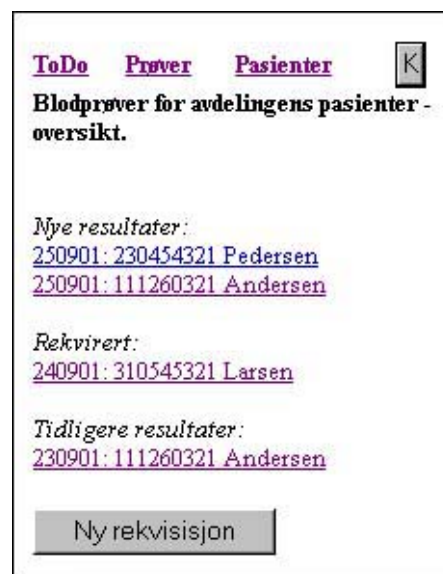 ToDo Prøver Pasienter K
Blodprøver for avdelingens pasienter -
oversikt.
Nye resultater:
250901: 230454321 Pedersen
250901: 111260321 Andersen
Rekvirert:
240901: 310545321 Larsen
Tidligere resultater:
230901: 111260321 Andersen
Ny rekvisisjon